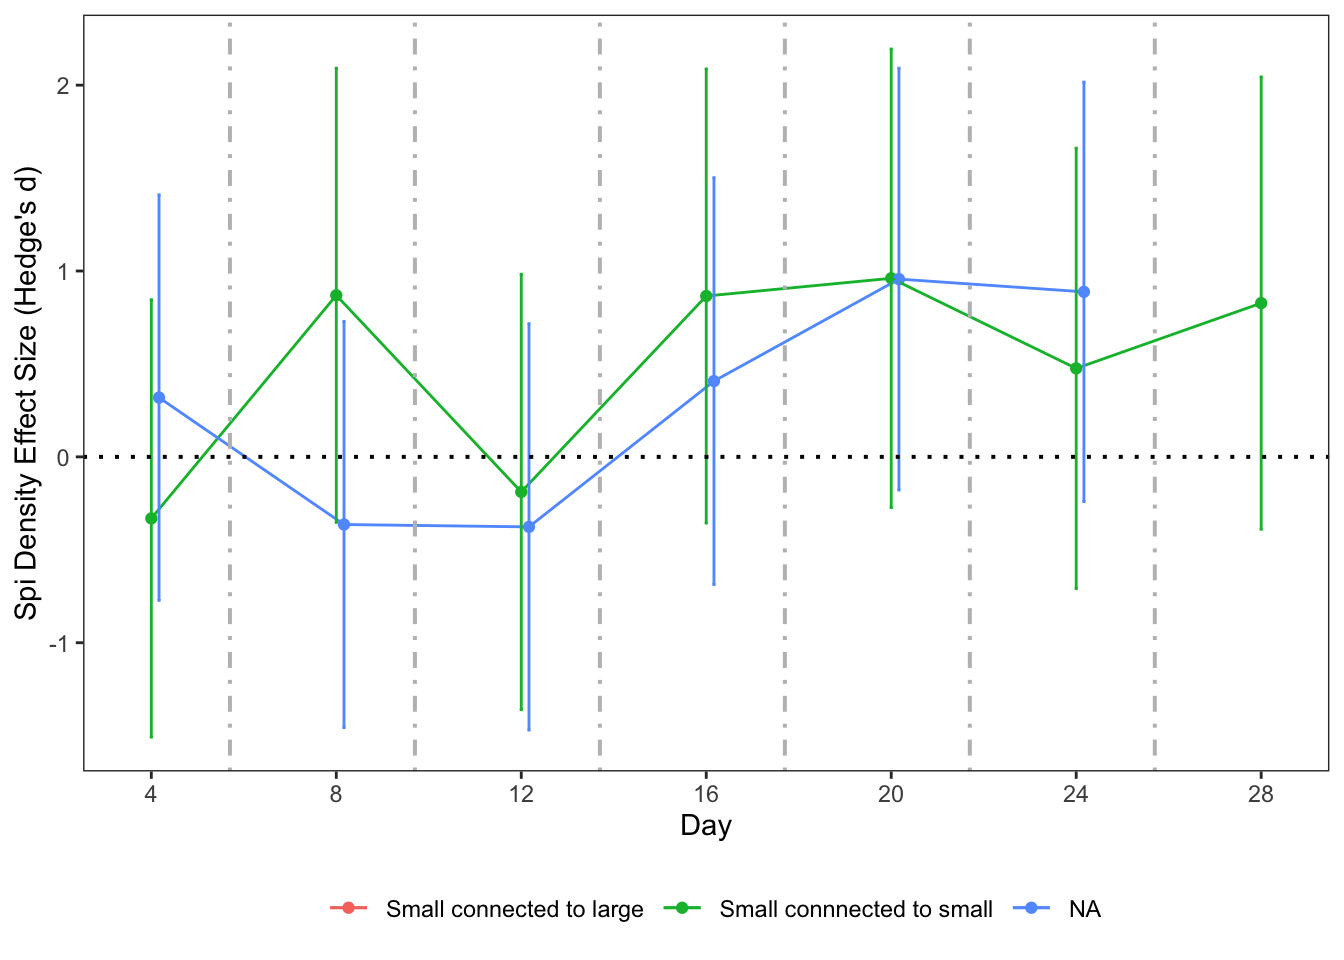 Spi Density Effect Size (Hedge's d)
2
1
0
-1
4 8 12 16 20 24 28
Day
Small connected to large Small connnected to small NA